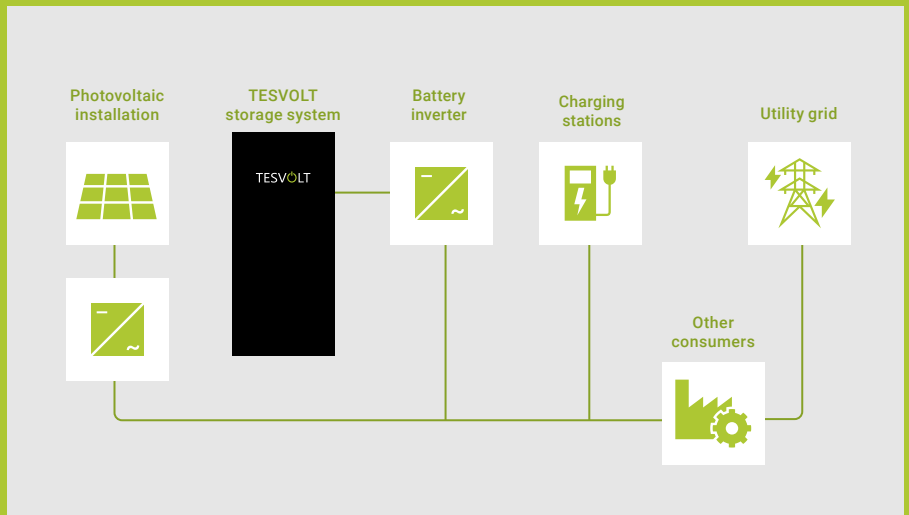 Photovoltaic
installation
TESVOLT
storage system
Battery
inverter
Charging
stations
Utility grid
TESVOLT
Other
consumers